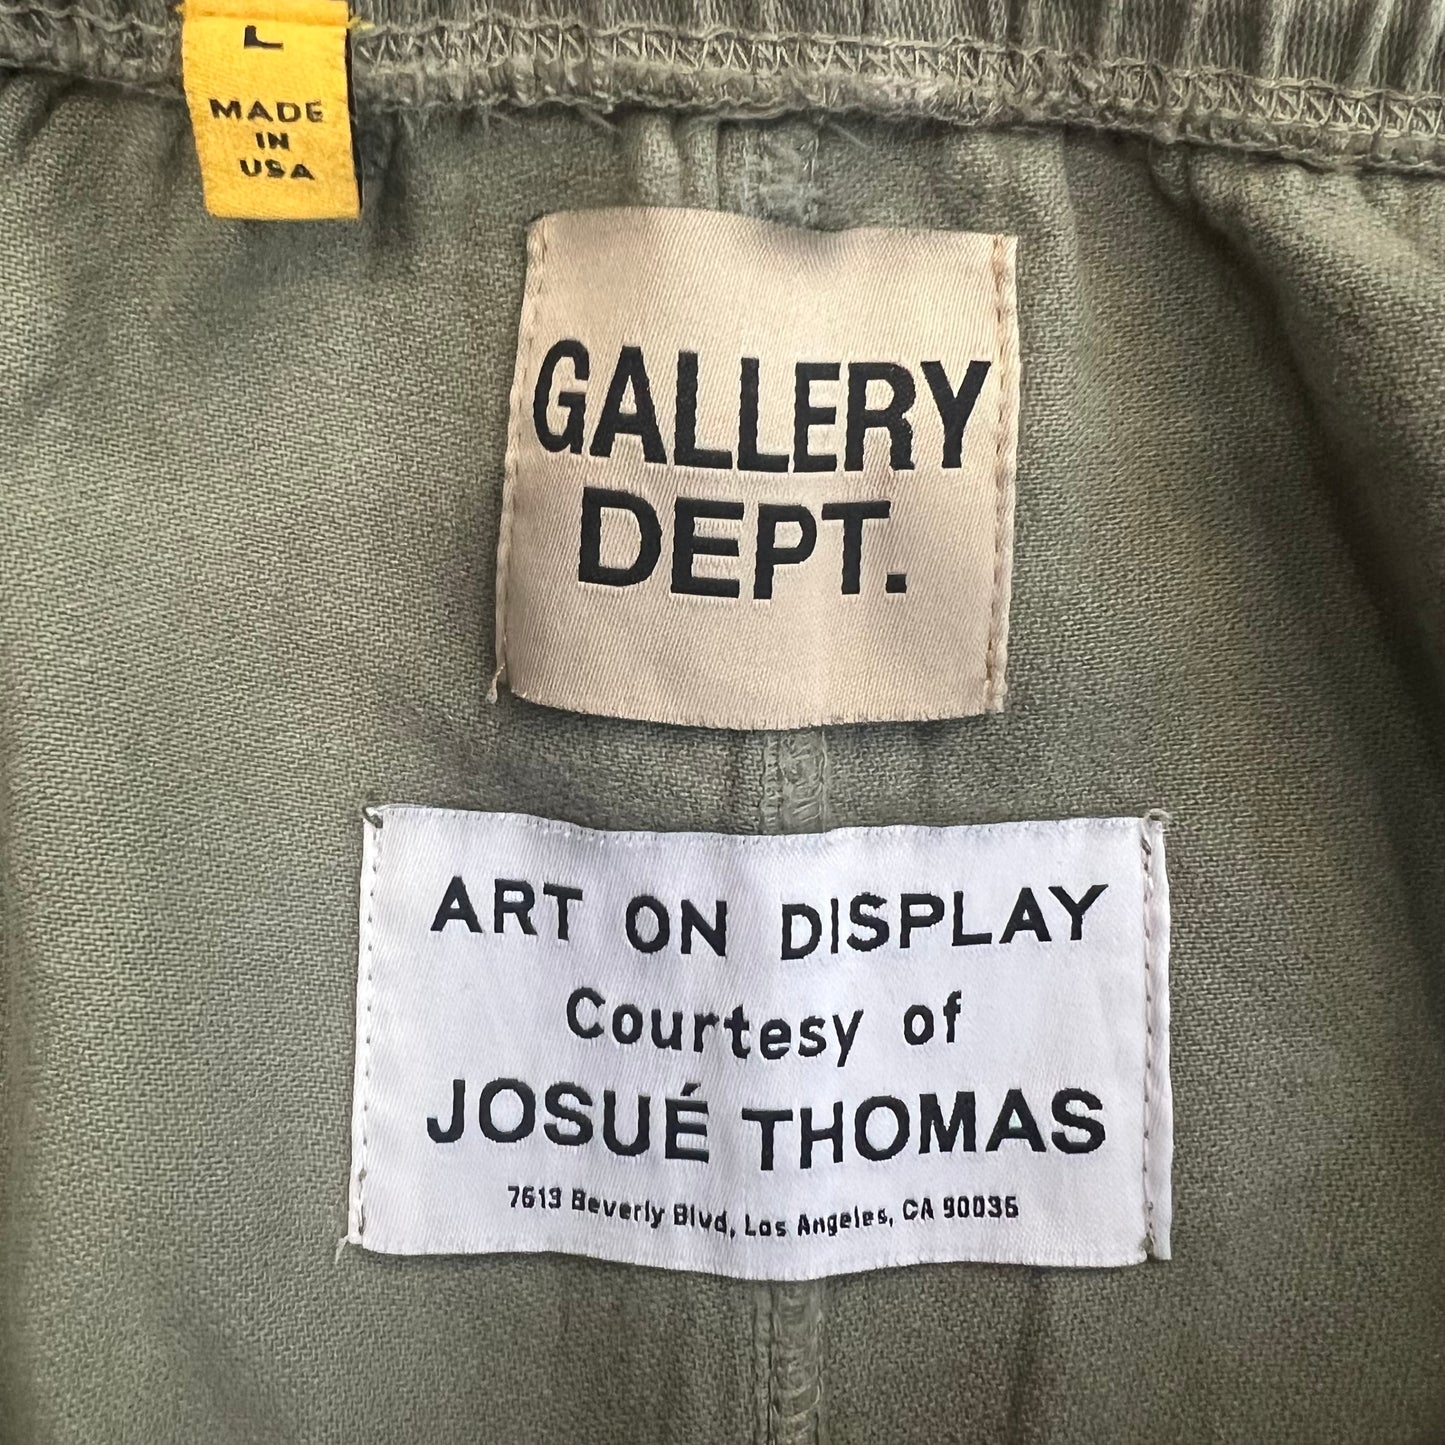 L
MADE
IN
USA
GALLERY
DEPT.
ART ON DISPLAY
Courtesy of
JOSUÉ THOMAS
7613 Beverly Blvd, Los Angeles, CA 90036